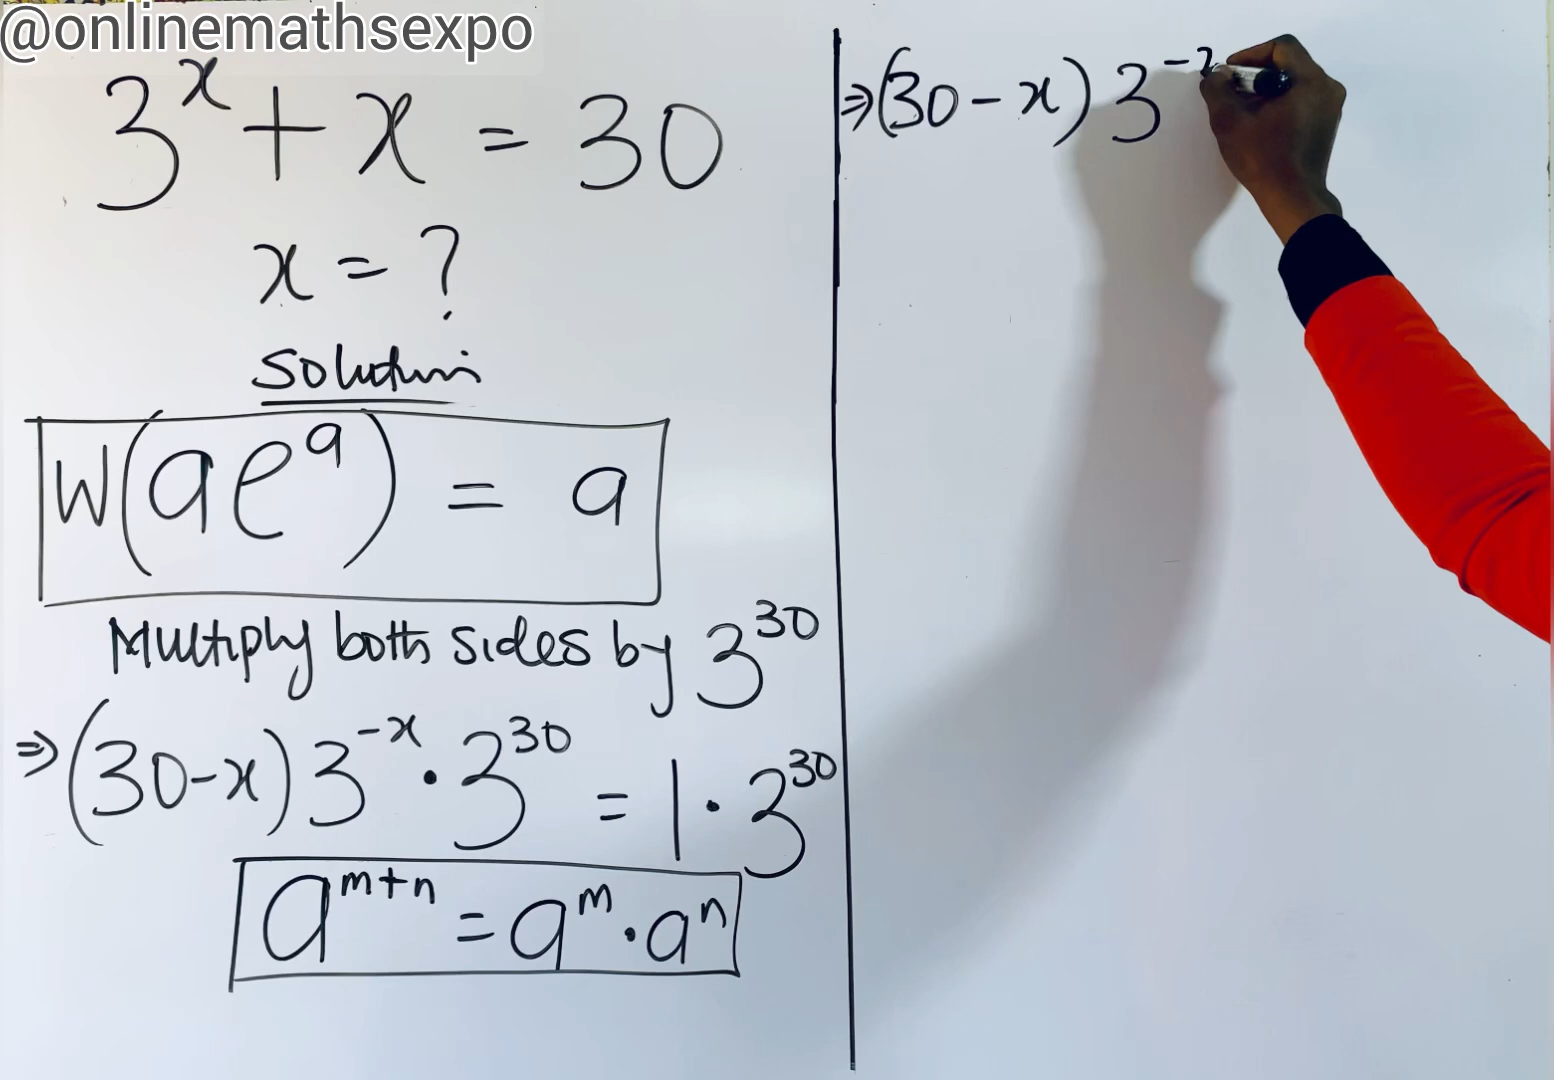 @onlinemathsexpo
3^x + x = 30
x = ?
Solution
W(ae^a) = a
Multiply both sides by 3^30
⇒ (30-x) 3^-x · 3^30 = 1 · 3^30
a^m+n = a^m · a^n
⇒ (30 - x) 3^-